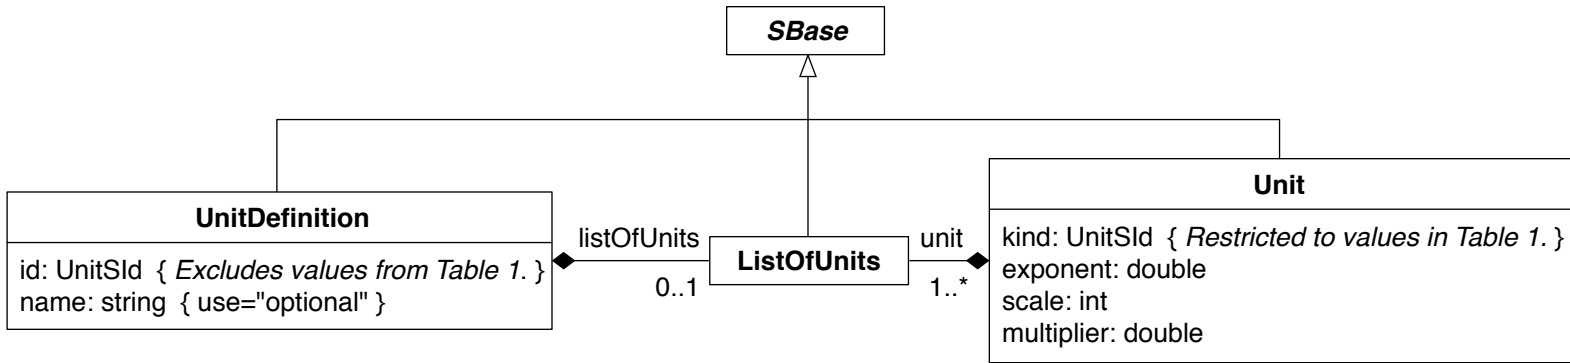 SBase
UnitDefinition
id: UnitSId { Excludes values from Table 1. }
name: string { use="optional" }
listOfUnits
0..1
ListOfUnits
unit
1..*
Unit
kind: UnitSId { Restricted to values in Table 1. }
exponent: double
scale: int
multiplier: double